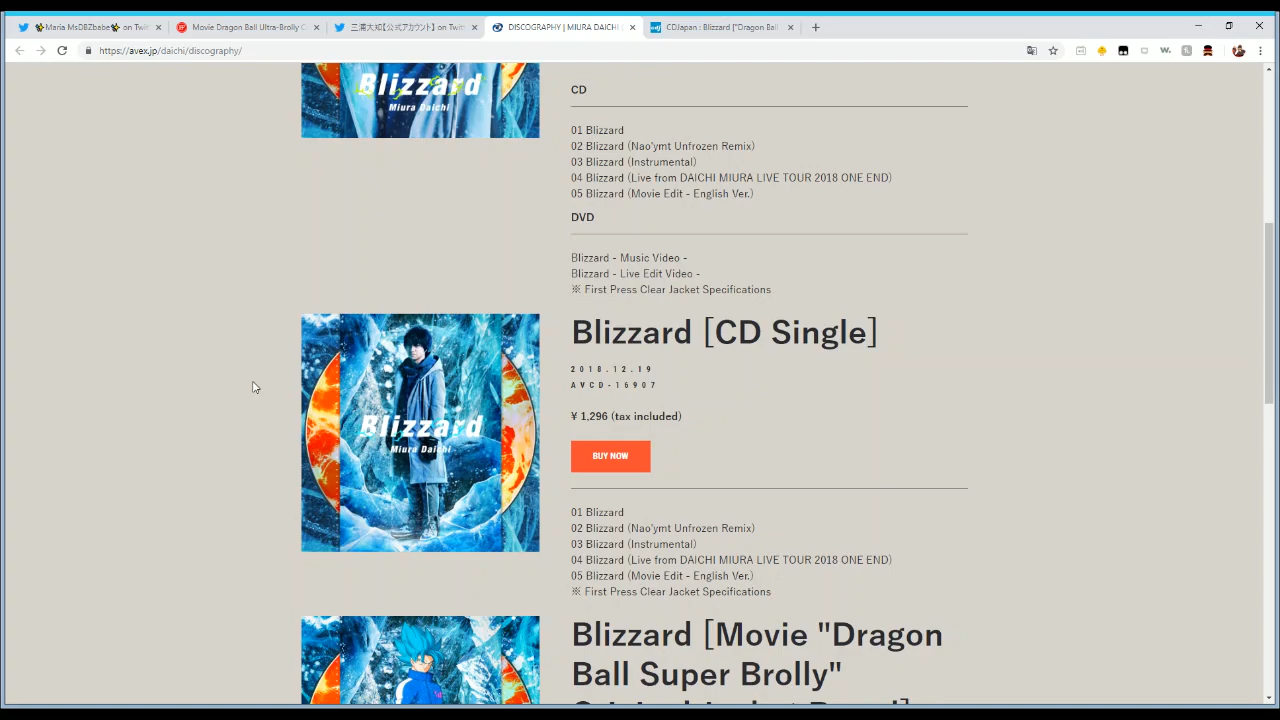 Maria MsDBZbabe on Twit
Movie Dragon Ball Ultra-Brolly C
三浦大知【公式アカウント】 on Twitt
DISCOGRAPHY | MIURA DAICHI
CDJapan : Blizzard ["Dragon Ball
https://avex.jp/daichi/discography/
Blizzard
Miura Daichi
CD
01 Blizzard
02 Blizzard (Nao'ymt Unfrozen Remix)
03 Blizzard (Instrumental)
04 Blizzard (Live from DAICHI MIURA LIVE TOUR 2018 ONE END)
05 Blizzard (Movie Edit - English Ver.)
DVD
Blizzard - Music Video -
Blizzard - Live Edit Video -
※ First Press Clear Jacket Specifications
Blizzard
Miura Daichi
Blizzard [CD Single]
2018.12.19
AVCD-16907
¥ 1,296 (tax included)
BUY NOW
01 Blizzard
02 Blizzard (Nao'ymt Unfrozen Remix)
03 Blizzard (Instrumental)
04 Blizzard (Live from DAICHI MIURA LIVE TOUR 2018 ONE END)
05 Blizzard (Movie Edit - English Ver.)
※ First Press Clear Jacket Specifications
Blizzard [Movie "Dragon
Ball Super Brolly"